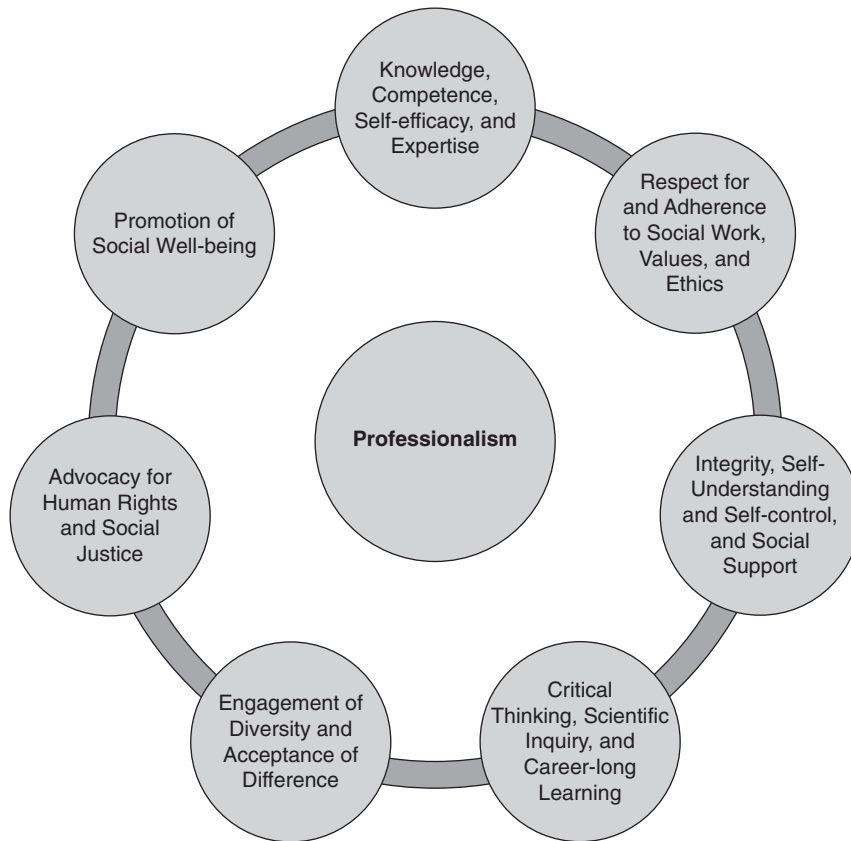 Knowledge,
Competence,
Self-efficacy, and
Expertise
Respect for
and Adherence
to Social Work,
Values, and
Ethics
Integrity, Self-
Understanding
and Self-control,
and Social
Support
Critical
Thinking, Scientific
Inquiry, and
Career-long
Learning
Engagement of
Diversity and
Acceptance of
Difference
Advocacy for
Human Rights
and Social
Justice
Promotion of
Social Well-being
Professionalism